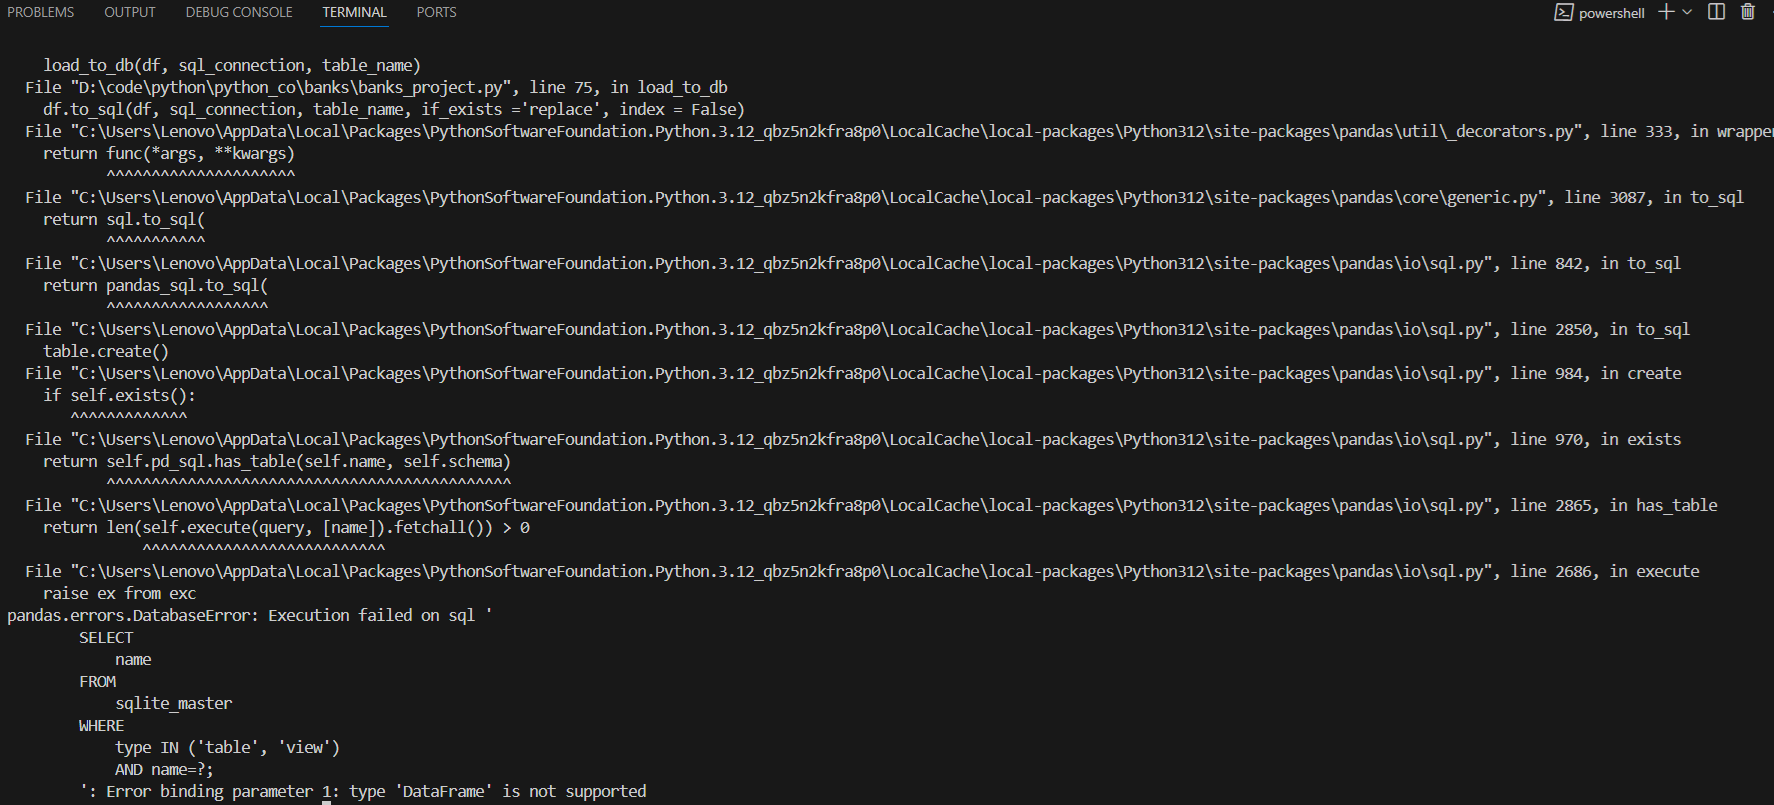 PROBLEMS OUTPUT DEBUG CONSOLE TERMINAL PORTS powershell
load_to_db(df, sql_connection, table_name)
File "D:\code\python\python_co\banks\banks_project.py", line 75, in load_to_db
df.to_sql(df, sql_connection, table_name, if_exists ='replace', index = False)
File "C:\Users\Lenovo\AppData\Local\Packages\PythonSoftwareFoundation.Python.3.12_qbz5n2kfra8p0\LocalCache\local-packages\Python312\site-packages\pandas\util\_decorators.py", line 333, in wrapper
return func(*args, **kwargs)
^^^^^^^^^^^^^^^^^^^^^
File "C:\Users\Lenovo\AppData\Local\Packages\PythonSoftwareFoundation.Python.3.12_qbz5n2kfra8p0\LocalCache\local-packages\Python312\site-packages\pandas\core\generic.py", line 3087, in to_sql
return sql.to_sql(
^^^^^^^^^^^
File "C:\Users\Lenovo\AppData\Local\Packages\PythonSoftwareFoundation.Python.3.12_qbz5n2kfra8p0\LocalCache\local-packages\Python312\site-packages\pandas\io\sql.py", line 842, in to_sql
return pandas_sql.to_sql(
^^^^^^^^^^^^^^^^^^
File "C:\Users\Lenovo\AppData\Local\Packages\PythonSoftwareFoundation.Python.3.12_qbz5n2kfra8p0\LocalCache\local-packages\Python312\site-packages\pandas\io\sql.py", line 2850, in to_sql
table.create()
File "C:\Users\Lenovo\AppData\Local\Packages\PythonSoftwareFoundation.Python.3.12_qbz5n2kfra8p0\LocalCache\local-packages\Python312\site-packages\pandas\io\sql.py", line 984, in create
if self.exists():
^^^^^^^^^^^^^
File "C:\Users\Lenovo\AppData\Local\Packages\PythonSoftwareFoundation.Python.3.12_qbz5n2kfra8p0\LocalCache\local-packages\Python312\site-packages\pandas\io\sql.py", line 970, in exists
return self.pd_sql.has_table(self.name, self.schema)
^^^^^^^^^^^^^^^^^^^^^^^^^^^^^^^^^^^^^^^^^^^^^
File "C:\Users\Lenovo\AppData\Local\Packages\PythonSoftwareFoundation.Python.3.12_qbz5n2kfra8p0\LocalCache\local-packages\Python312\site-packages\pandas\io\sql.py", line 2865, in has_table
return len(self.execute(query, [name]).fetchall()) > 0
^^^^^^^^^^^^^^^^^^^^^^^^^^^
File "C:\Users\Lenovo\AppData\Local\Packages\PythonSoftwareFoundation.Python.3.12_qbz5n2kfra8p0\LocalCache\local-packages\Python312\site-packages\pandas\io\sql.py", line 2686, in execute
raise ex from exc
pandas.errors.DatabaseError: Execution failed on sql '
SELECT
name
FROM
sqlite_master
WHERE
type IN ('table', 'view')
AND name=?;
': Error binding parameter 1: type 'DataFrame' is not supported